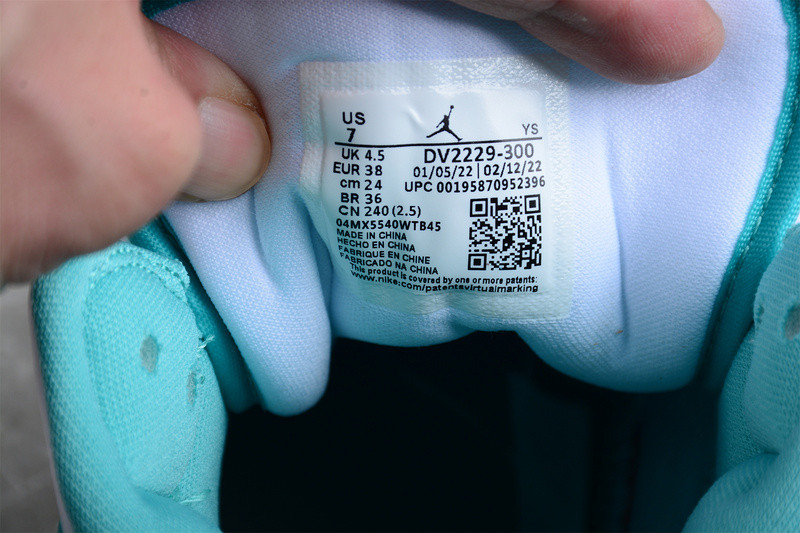 US
7 YS
UK 4.5
EUR 38
cm 24
BR 36
CN 240 (2.5)
DV2229-300
01/05/22 | 02/12/22
UPC 00195870952396
04MX5540WTB45
MADE IN CHINA
HECHO EN CHINA
FABRIQUE EN CHINE
FABRICADO NA CHINA
This product is covered by one or more patents:
www.nike.com/patentsvirtualmarking